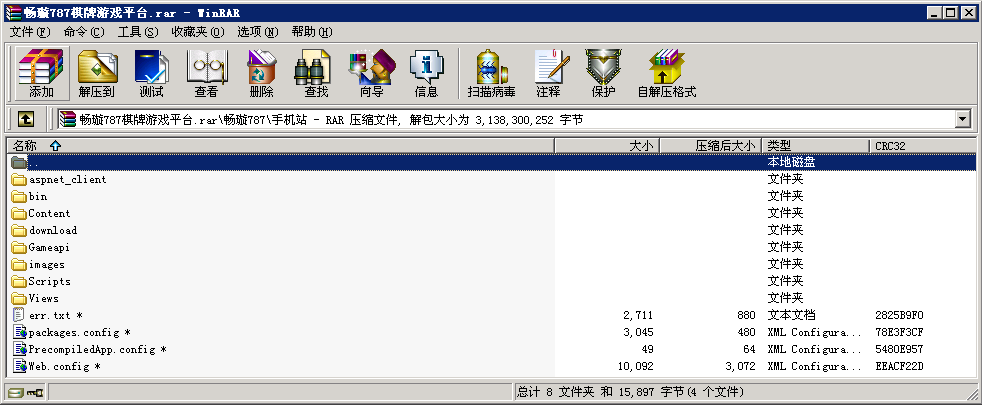 畅璇787棋牌游戏平台.rar - WinRAR
文件(F) 命令(C) 工具(S) 收藏夹(O) 选项(N) 帮助(H)
添加 解压到 测试 查看 删除 查找 向导 信息 扫描病毒 注释 保护 自解压格式
畅璇787棋牌游戏平台.rar\畅璇787\手机站 - RAR 压缩文件, 解包大小为 3,138,300,252 字节
名称 大小 压缩后大小 类型 CRC32
.. 本地磁盘
aspnet_client 文件夹
bin 文件夹
Content 文件夹
download 文件夹
Gameapi 文件夹
images 文件夹
Scripts 文件夹
Views 文件夹
err.txt * 2,711 880 文本文档 2825B9F0
packages.config * 3,045 480 XML Configura... 78E3F3CF
PrecompiledApp.config * 49 64 XML Configura... 5480E957
Web.config * 10,092 3,072 XML Configura... EEACF22D
总计 8 文件夹 和 15,897 字节(4 个文件)